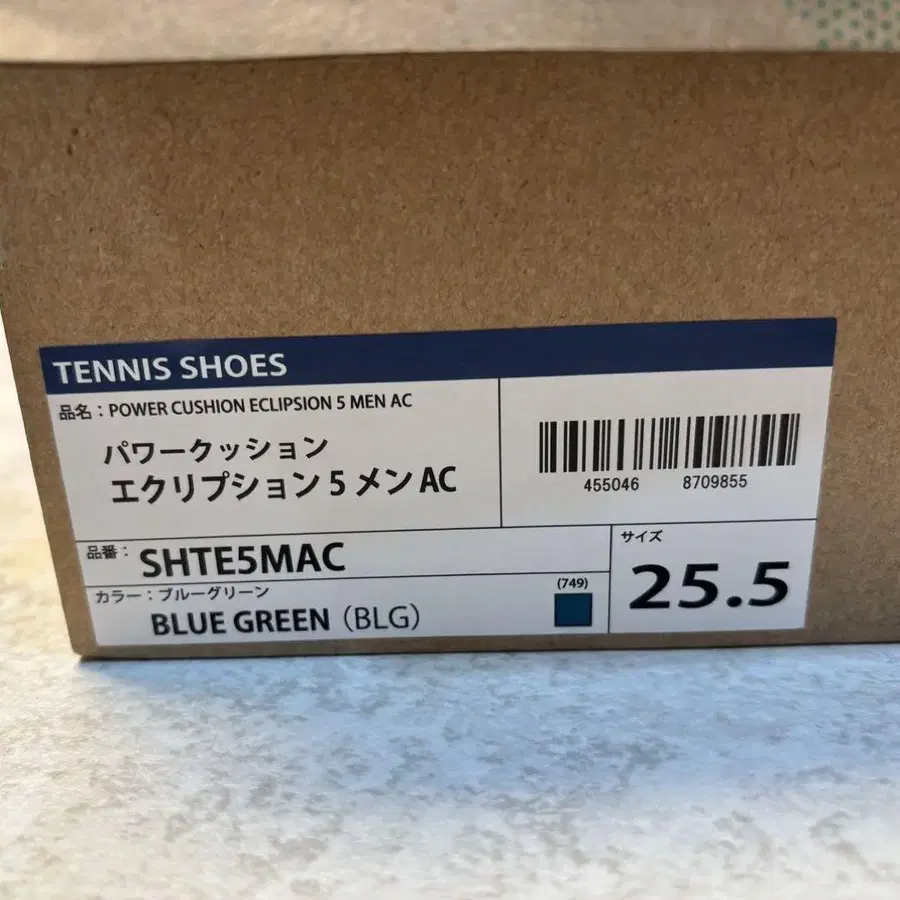 TENNIS SHOES
品名：POWER CUSHION ECLIPSION 5 MEN AC
パワークッション
エクリプション 5 メン AC
455046 8709855
品番：
SHTE5MAC
サイズ
25.5
カラー：ブルーグリーン
BLUE GREEN（BLG）
(749)